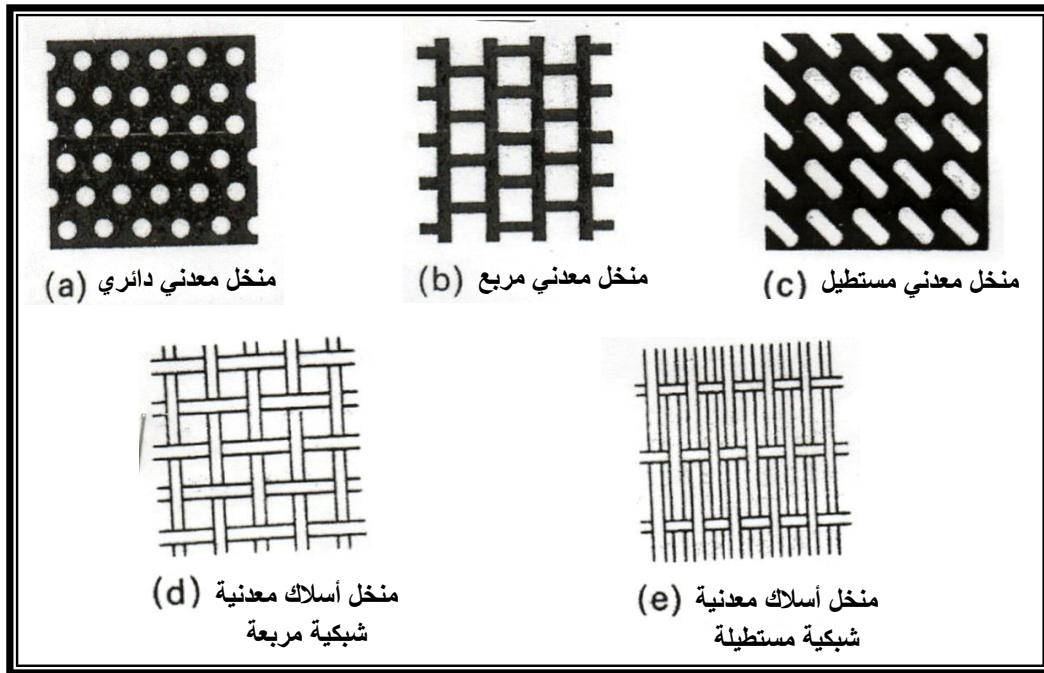 (a) منخل معدني دائري
(b) منخل معدني مربع
(c) منخل معدني مستطيل
(d) منخل أسلاك معدنية
شبكية مربعة
(e) منخل أسلاك معدنية
شبكية مستطيلة